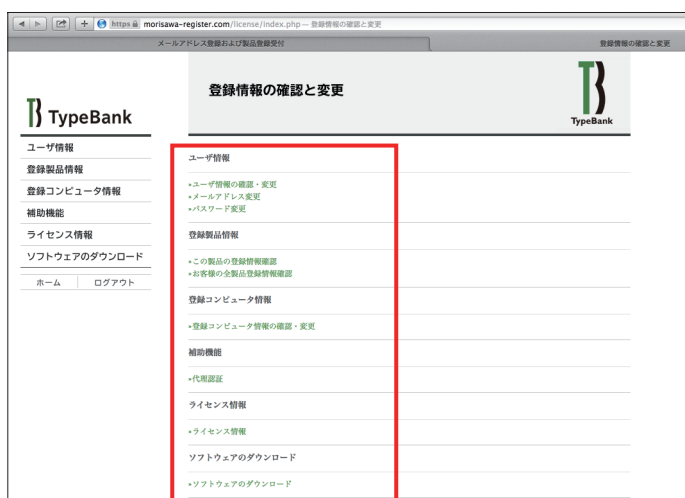 https morisawa-register.com/license/index.php — 登録情報の確認と変更
メールアドレス登録および製品登録受付
登録情報の確認と変更
登録情報の確認と変更
TypeBank
TypeBank
ユーザ情報
登録製品情報
登録コンピュータ情報
補助機能
ライセンス情報
ソフトウェアのダウンロード
ホーム
ログアウト
ユーザ情報
•ユーザ情報の確認・変更
•メールアドレス変更
•パスワード変更
登録製品情報
•この製品の登録情報確認
•お客様の全製品登録情報確認
登録コンピュータ情報
•登録コンピュータ情報の確認・変更
補助機能
•代理認証
ライセンス情報
•ライセンス情報
ソフトウェアのダウンロード
•ソフトウェアのダウンロード